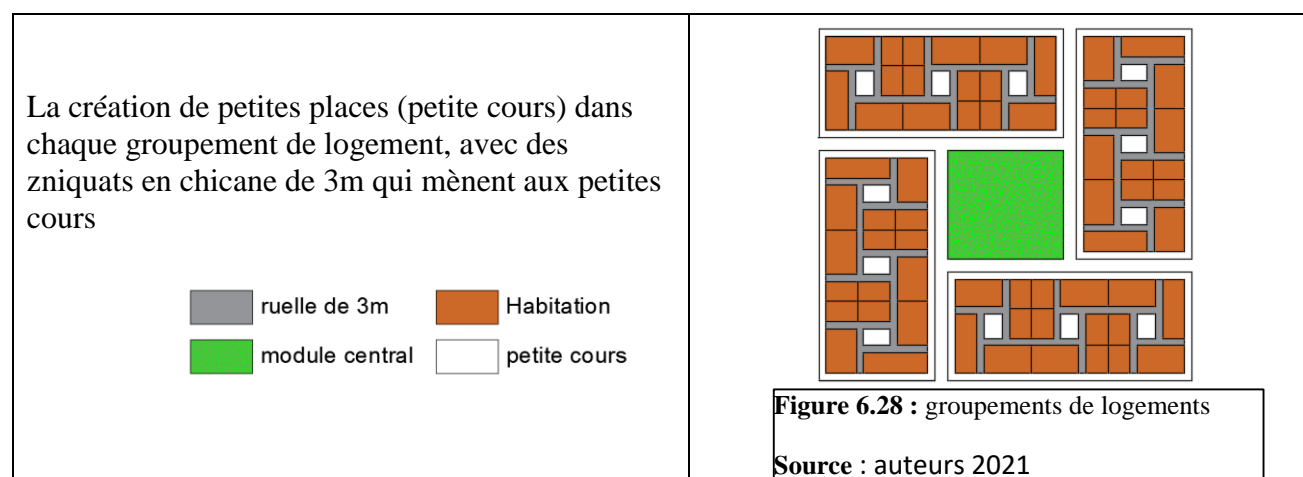 La création de petites places (petite cours) dans
chaque groupement de logement, avec des
zniquats en chicane de 3m qui mènent aux petites
cours
ruelle de 3m
Habitation
module central
petite cours
Figure 6.28 : groupements de logements
Source : auteurs 2021